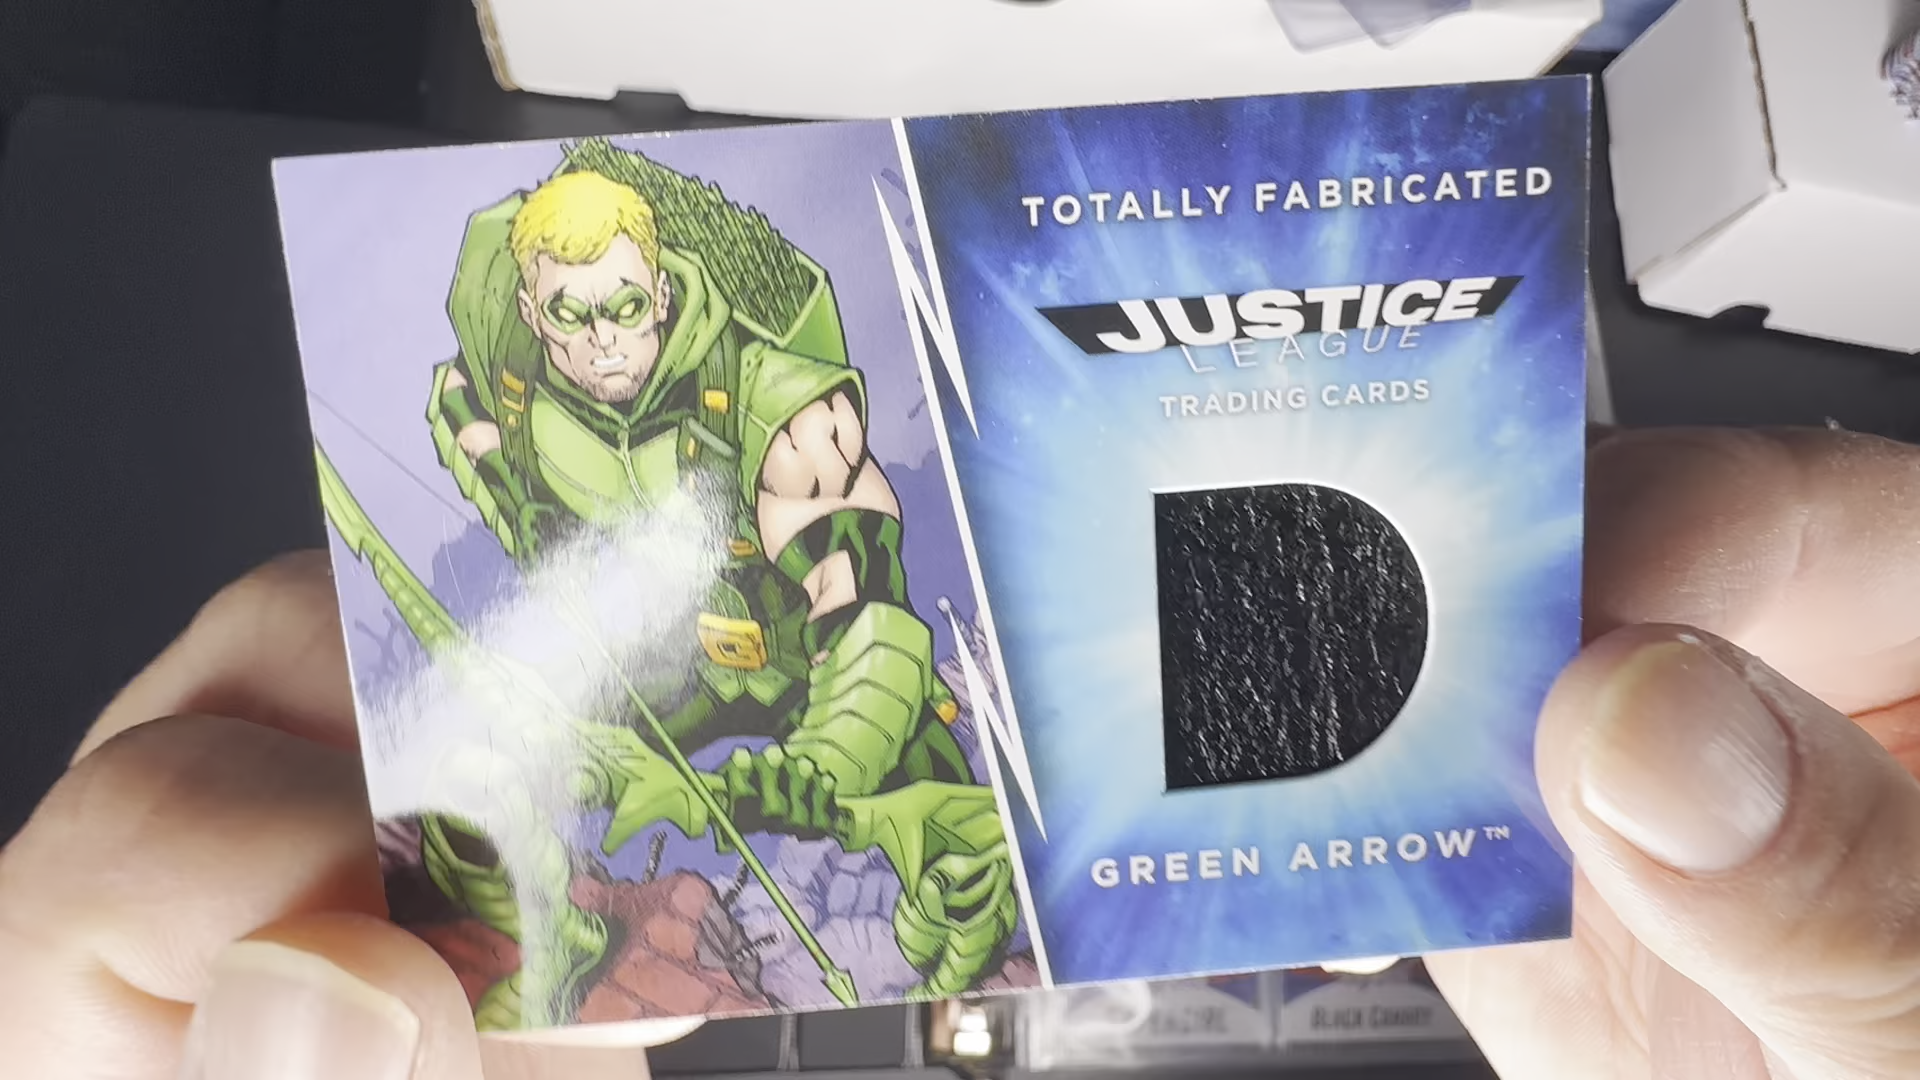 TOTALLY FABRICATED
JUSTICE
LEAGUE
TRADING CARDS
GREEN ARROW™
BLACK CANARY